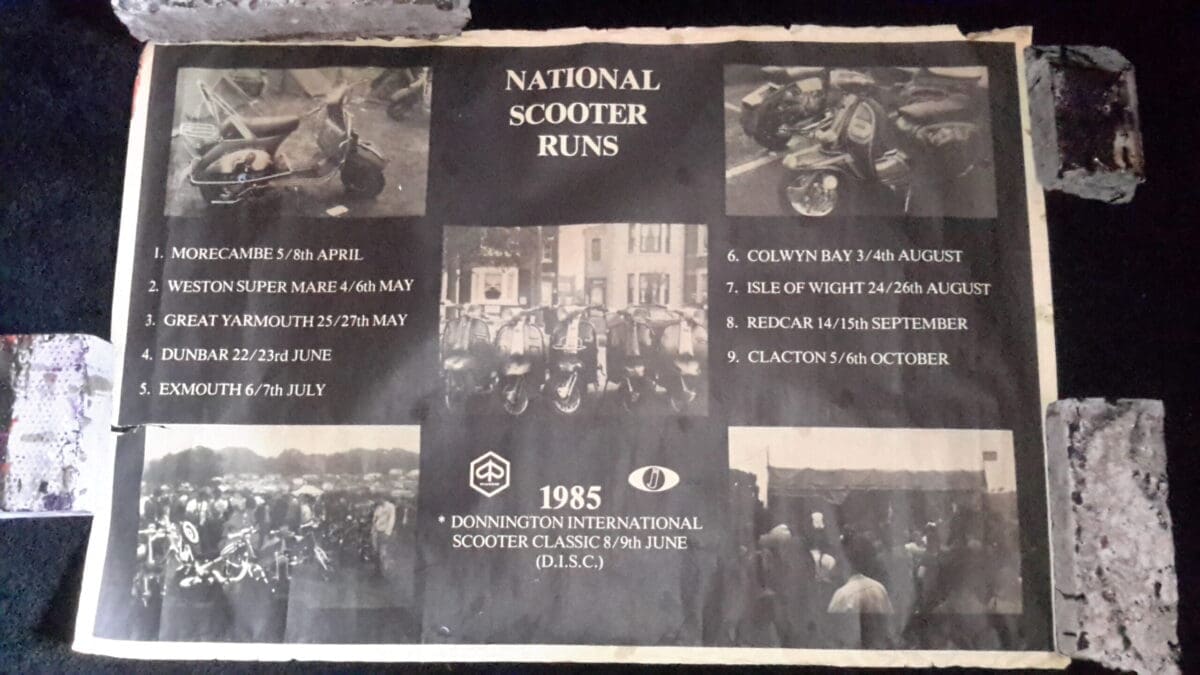 NATIONAL
SCOOTER
RUNS
1. MORECAMBE 5/8th APRIL
2. WESTON SUPER MARE 4/6th MAY
3. GREAT YARMOUTH 25/27th MAY
4. DUNBAR 22/23rd JUNE
5. EXMOUTH 6/7th JULY
6. COLWYN BAY 3/4th AUGUST
7. ISLE OF WIGHT 24/26th AUGUST
8. REDCAR 14/15th SEPTEMBER
9. CLACTON 5/6th OCTOBER
1985
* DONNINGTON INTERNATIONAL
SCOOTER CLASSIC 8/9th JUNE
(D.I.S.C.)